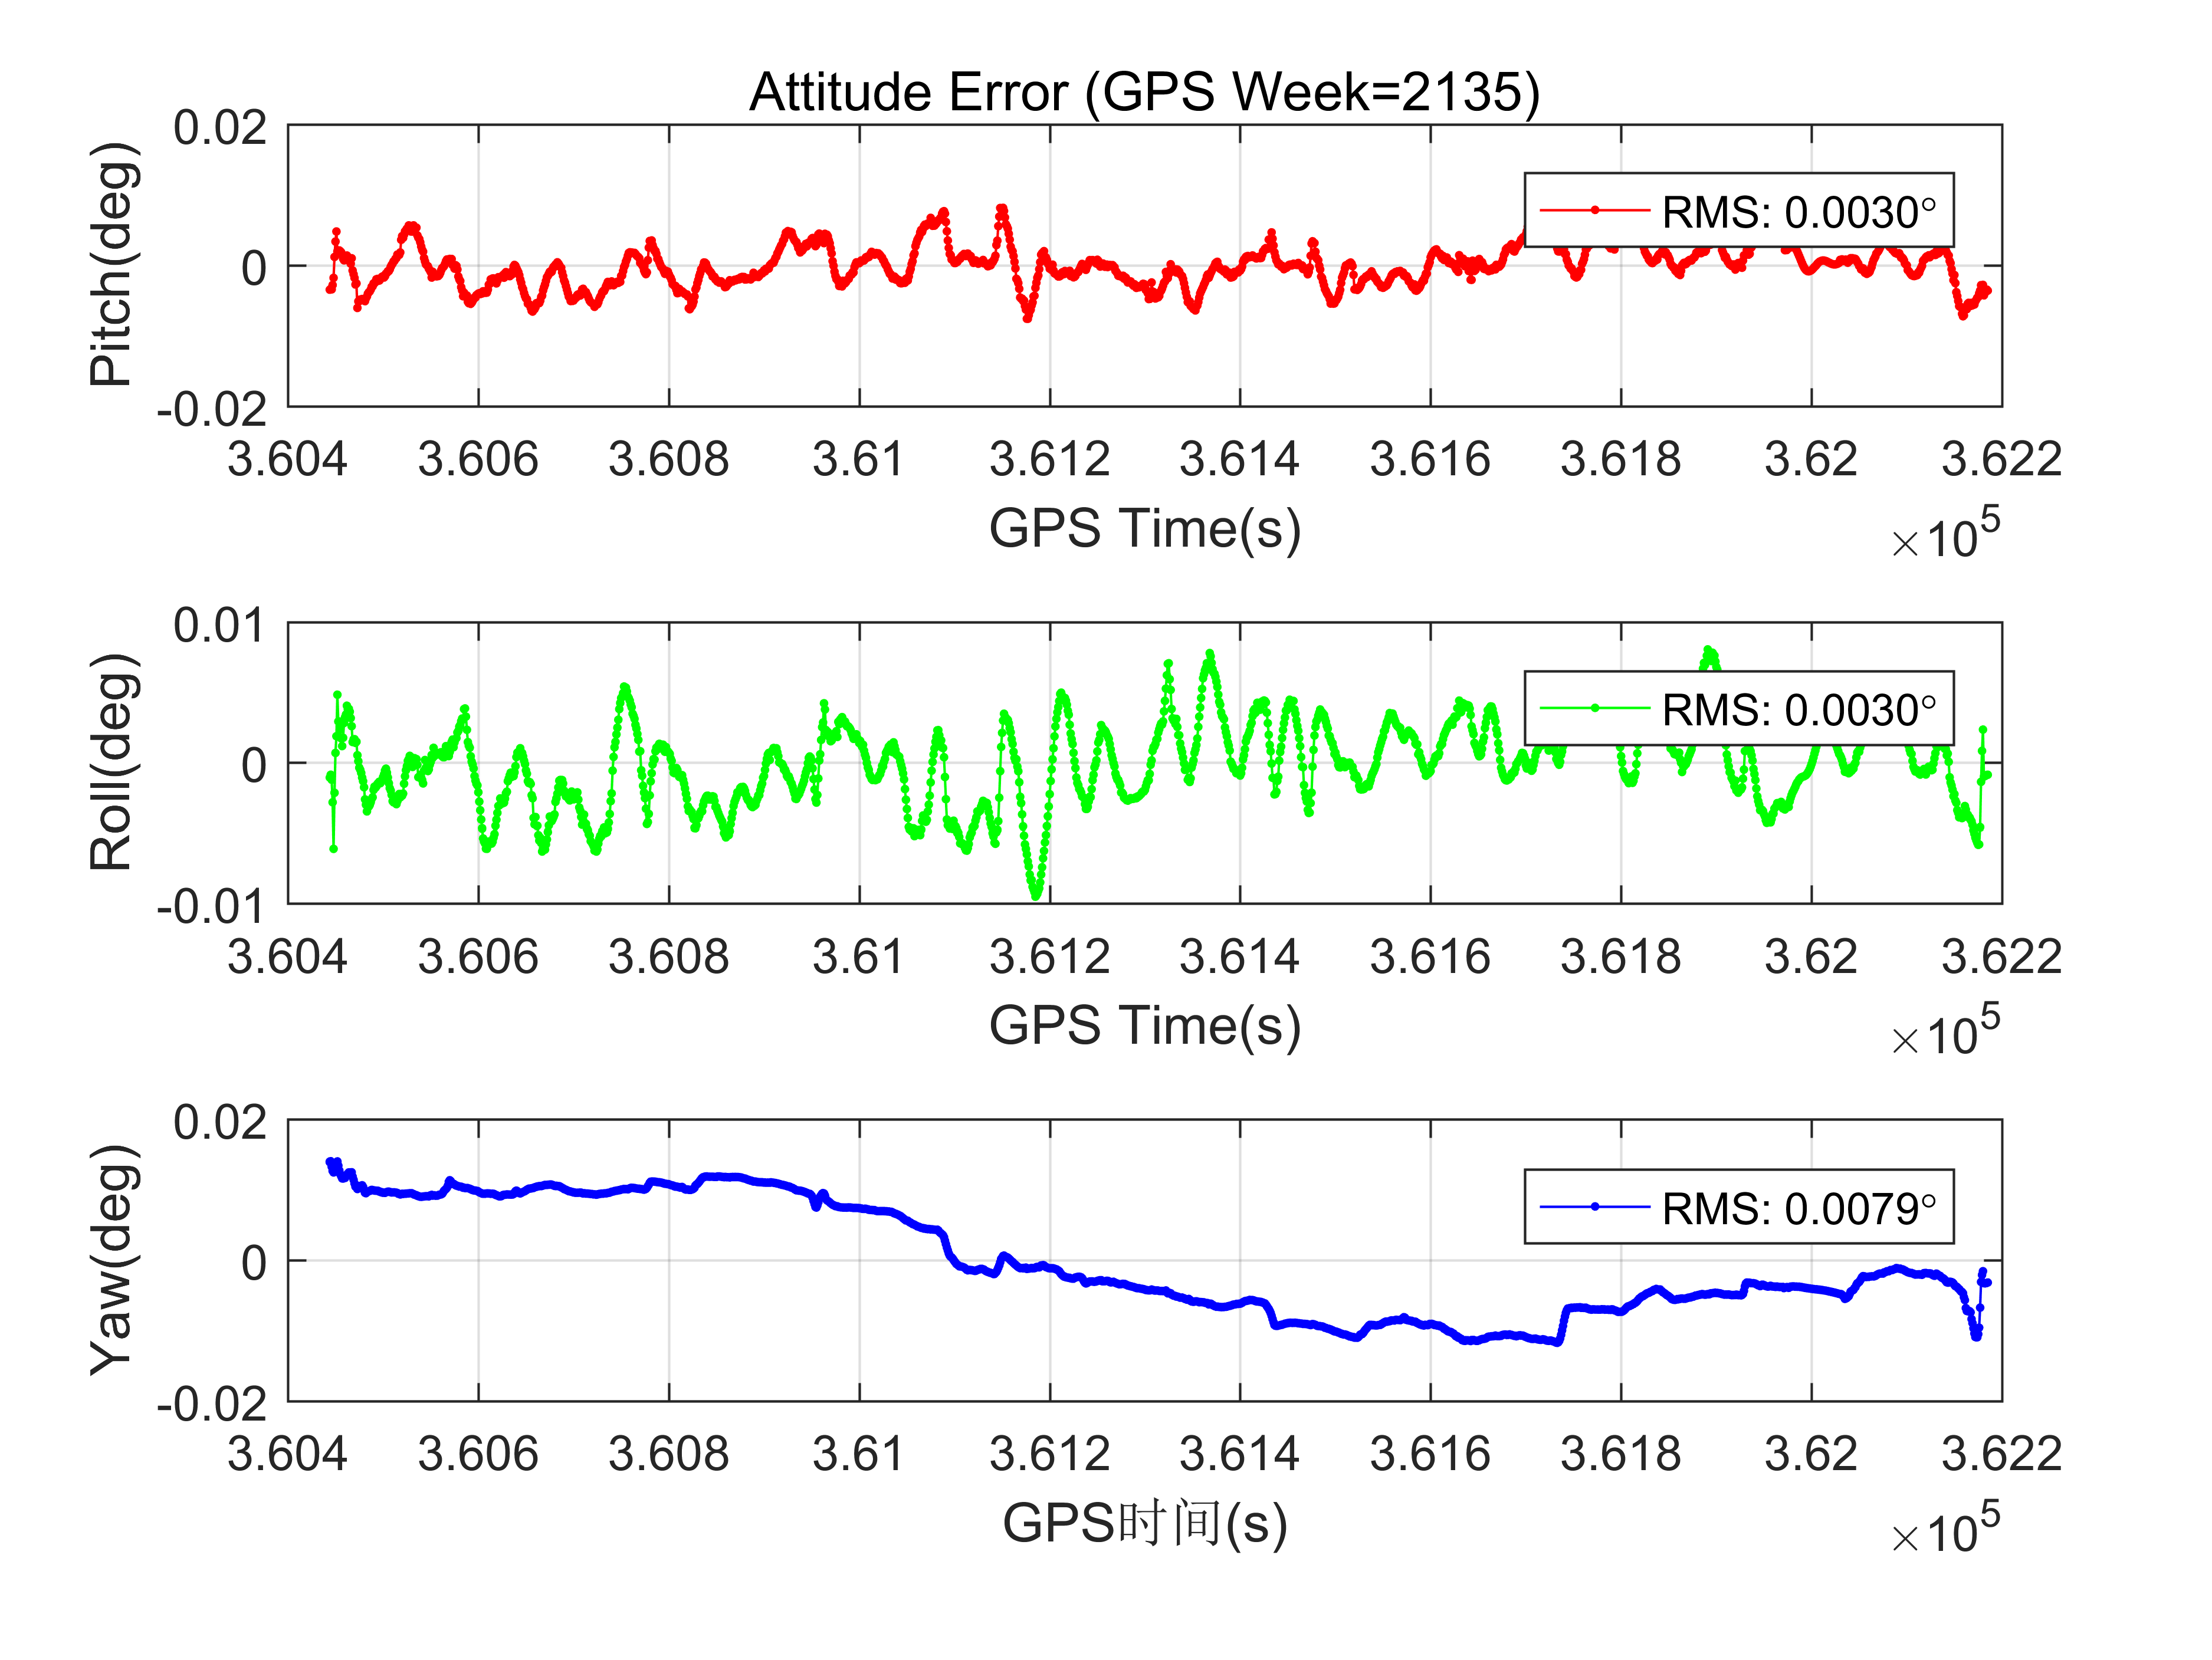 Attitude Error (GPS Week=2135)
0.02
0
-0.02
Pitch(deg)
RMS: 0.0030°
3.604 3.606 3.608 3.61 3.612 3.614 3.616 3.618 3.62 3.622
GPS Time(s)
×10^5
0.01
0
-0.01
Roll(deg)
RMS: 0.0030°
3.604 3.606 3.608 3.61 3.612 3.614 3.616 3.618 3.62 3.622
GPS Time(s)
×10^5
0.02
0
-0.02
Yaw(deg)
RMS: 0.0079°
3.604 3.606 3.608 3.61 3.612 3.614 3.616 3.618 3.62 3.622
GPS时间(s)
×10^5